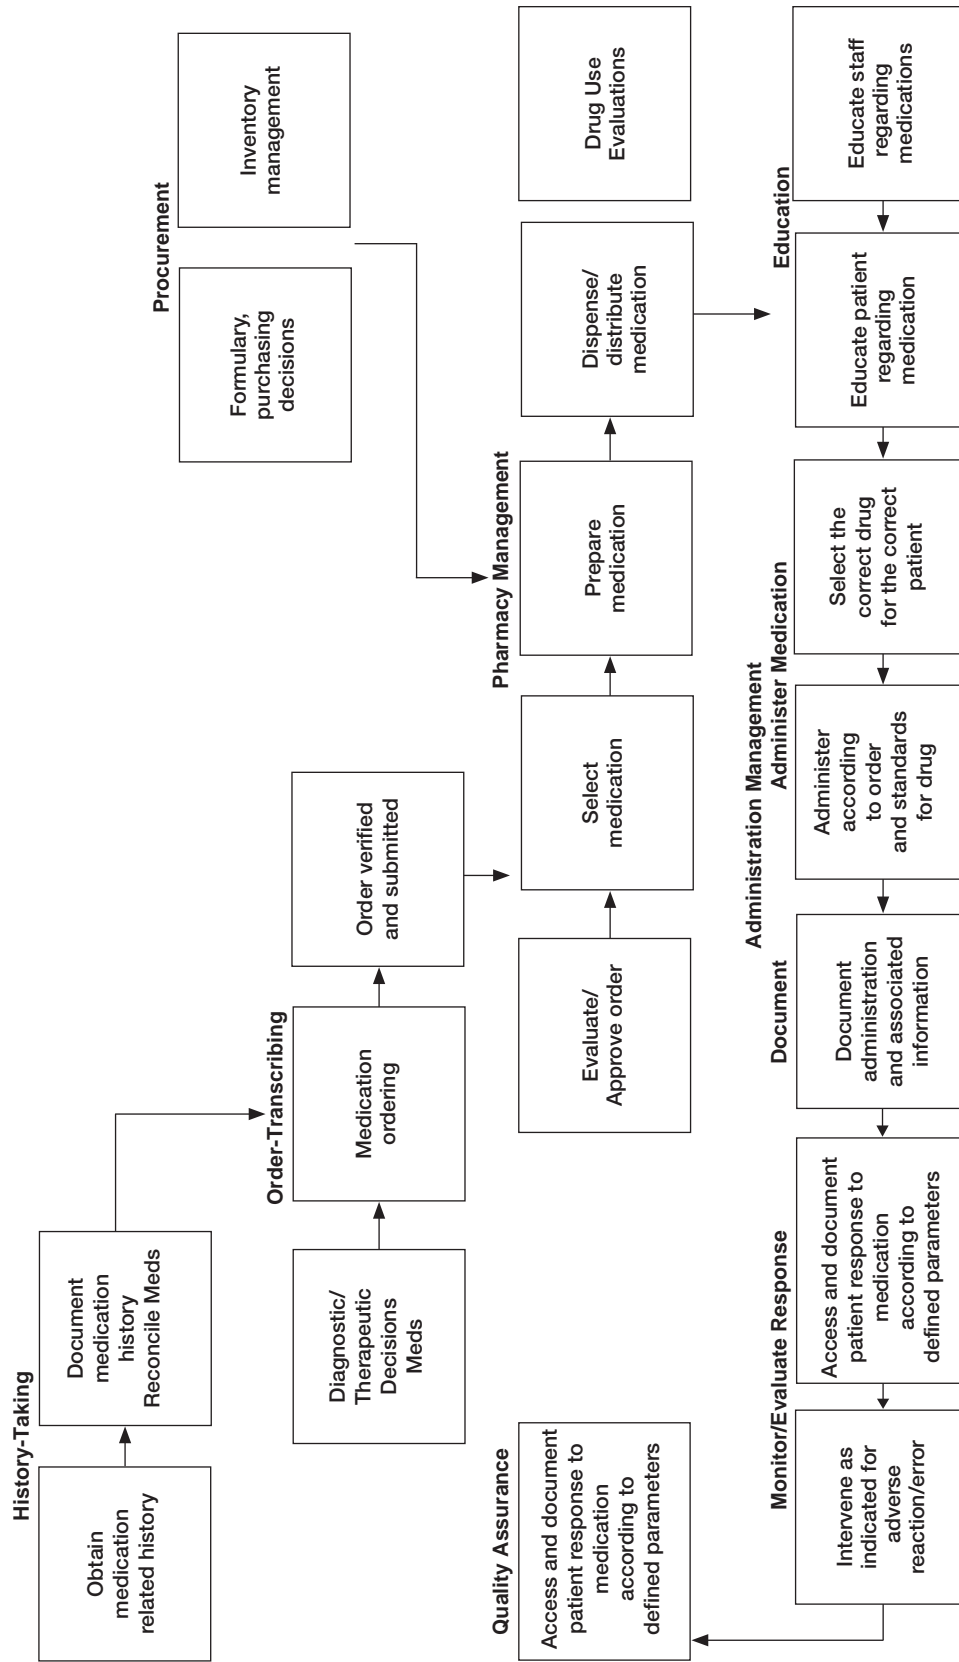 History-Taking
Obtain
medication
related history
Document
medication
history
Reconcile Meds
Procurement
Formulary,
purchasing
decisions
Inventory
management
Order-Transcribing
Diagnostic/
Therapeutic
Decisions
Meds
Medication
ordering
Order verified
and submitted
Quality Assurance
Access and document
patient response to
medication
according to
defined parameters
Pharmacy Management
Evaluate/
Approve order
Select
medication
Prepare
medication
Dispense/
distribute
medication
Drug Use
Evaluations
Administration Management
Monitor/Evaluate Response
Document
Administer Medication
Education
Intervene as
indicated for
adverse
reaction/error
Access and document
patient response to
medication
according to
defined parameters
Document
administration
and associated
information
Administer
according
to order
and standards
for drug
Select the
correct drug
for the correct
patient
Educate patient
regarding
medication
Educate staff
regarding
medications